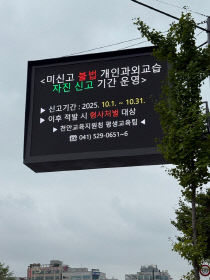 <미신고 불법 개인과외교습
자진 신고 기간 운영>
▶ 신고기간 : 2025. 10.1. ~ 10.31.
▶ 이후 적발 시 형사처벌 대상
▶ 천안교육지원청 평생교육팀 ◀
☎ 041) 529-0651~6